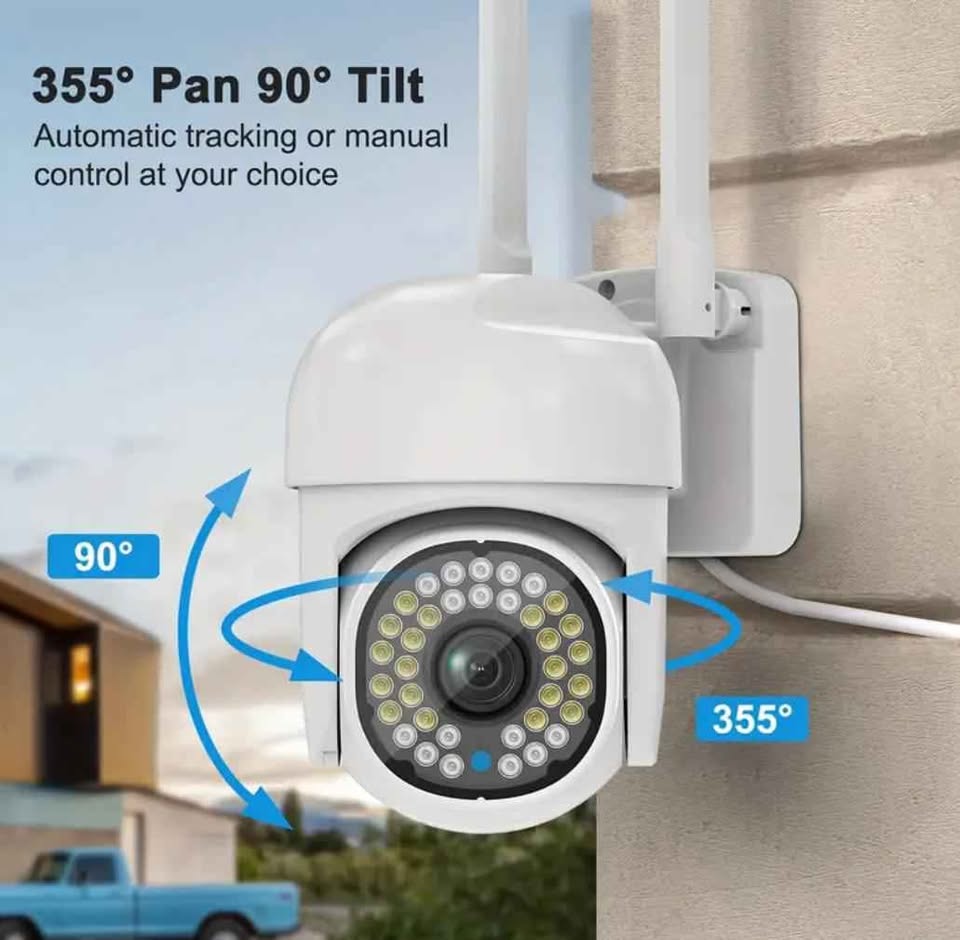 355° Pan 90° Tilt
Automatic tracking or manual
control at your choice
90°
355°